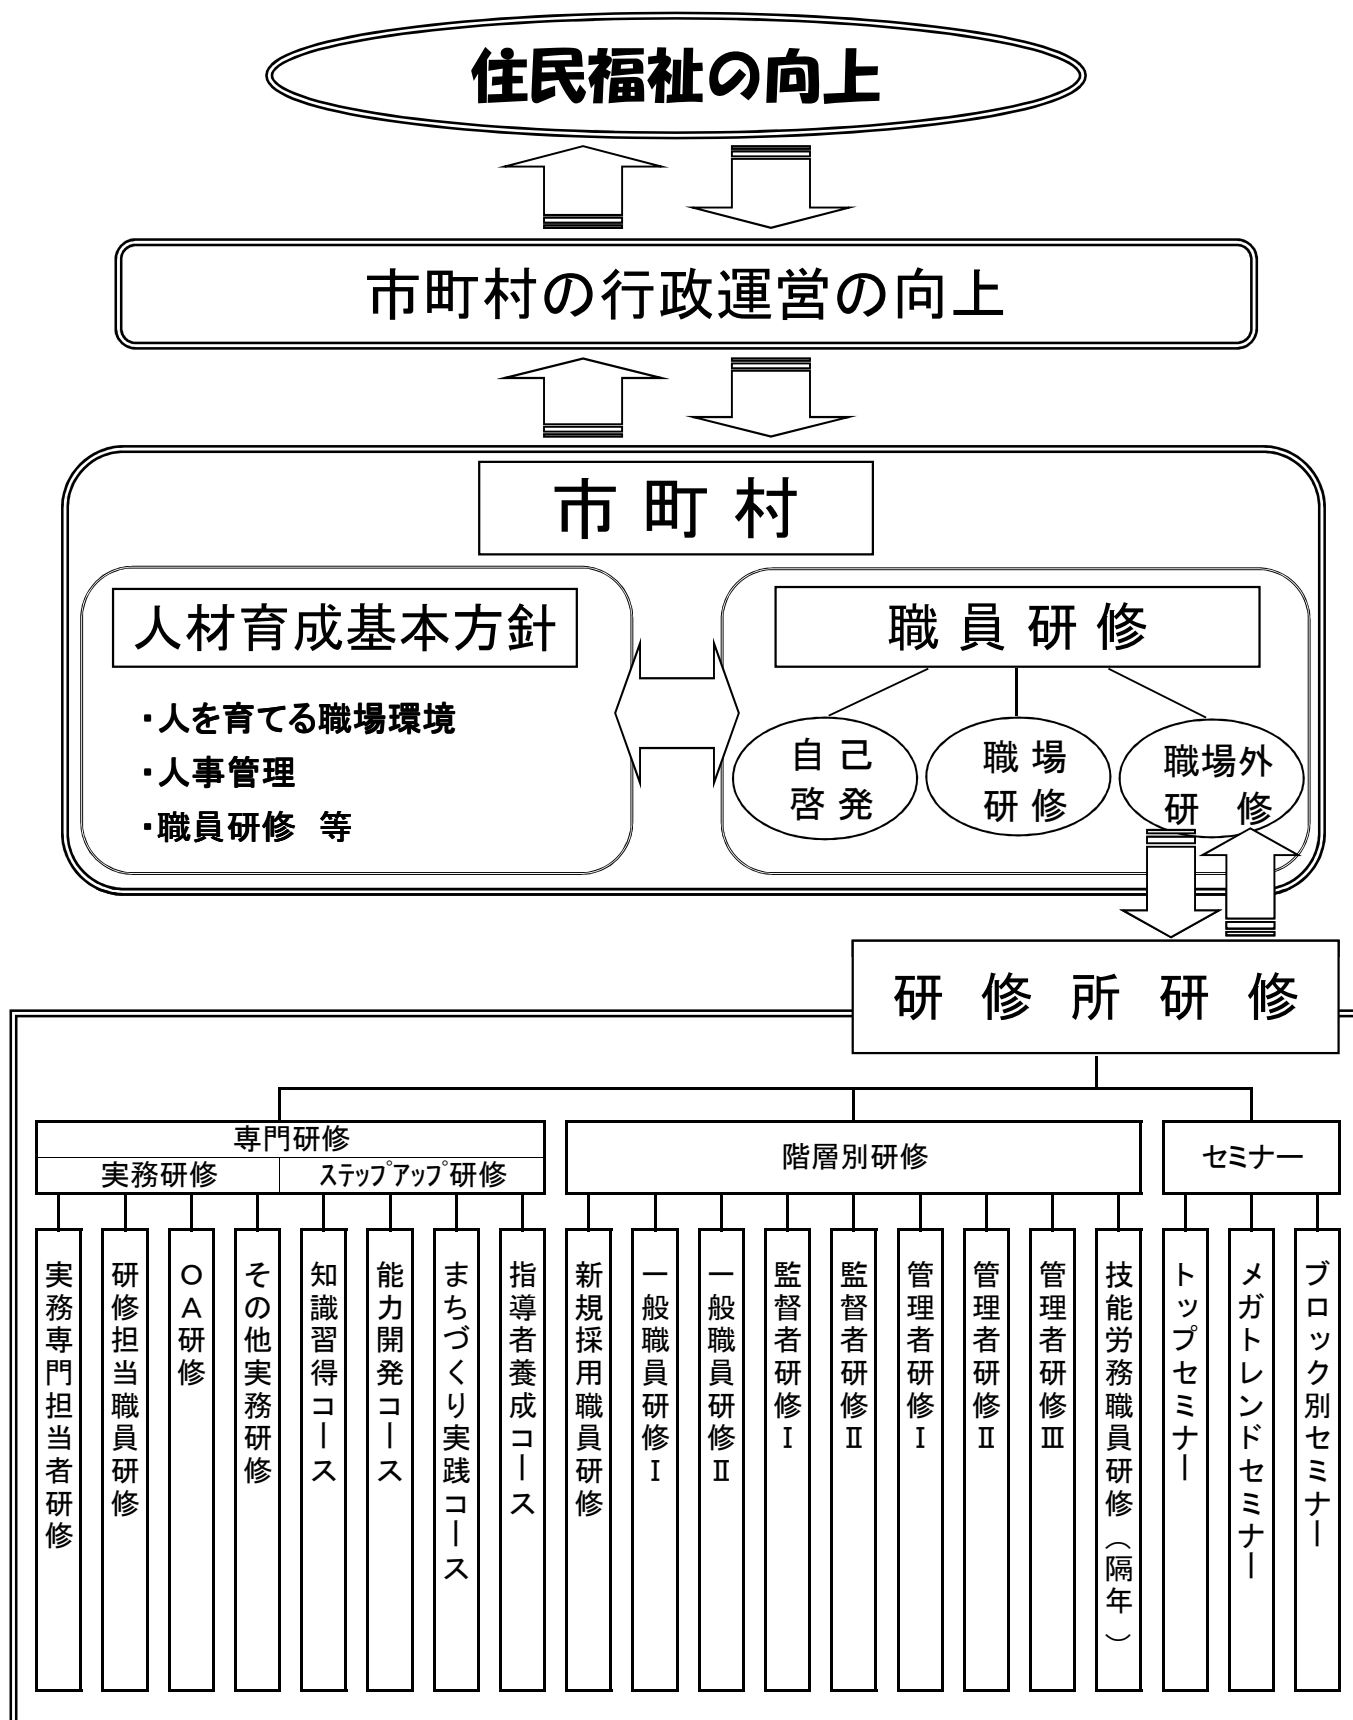 住民福祉の向上
市町村の行政運営の向上
市町村
人材育成基本方針
・人を育てる職場環境
・人事管理
・職員研修　等
職員研修
自己
啓発
職場
研修
職場外
研　修
研修所研修
専門研修
実務研修
ステップアップ研修
階層別研修
セミナー
実務専門担当者研修
研修担当職員研修
ＯＡ研修
その他実務研修
知識習得コース
能力開発コース
まちづくり実践コース
指導者養成コース
新規採用職員研修
一般職員研修Ⅰ
一般職員研修Ⅱ
監督者研修Ⅰ
監督者研修Ⅱ
管理者研修Ⅰ
管理者研修Ⅱ
管理者研修Ⅲ
技能労務職員研修（隔年）
トップセミナー
メガトレンドセミナー
ブロック別セミナー